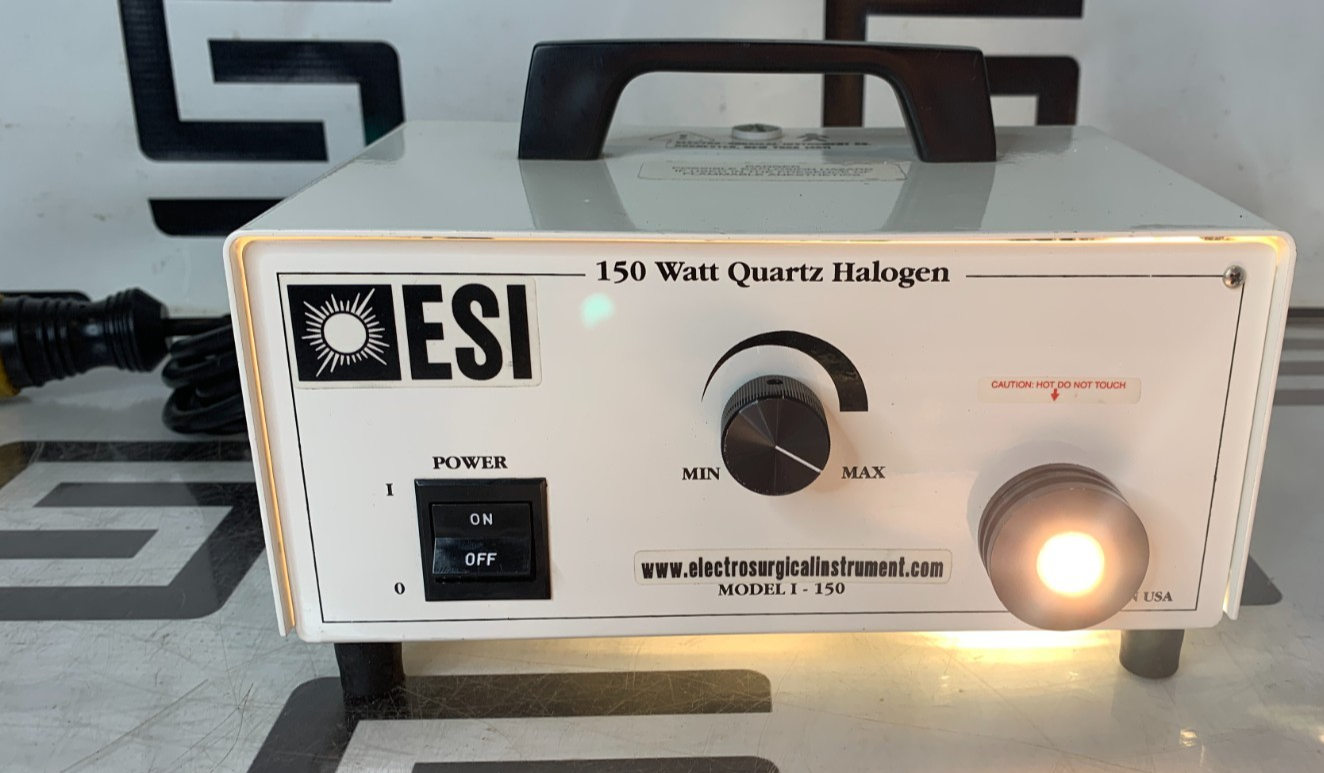 150 Watt Quartz Halogen
ESI
CAUTION: HOT DO NOT TOUCH
POWER
I
MIN
MAX
ON
OFF
www.electrosurgicalinstrument.com
0
MODEL I - 150
USA